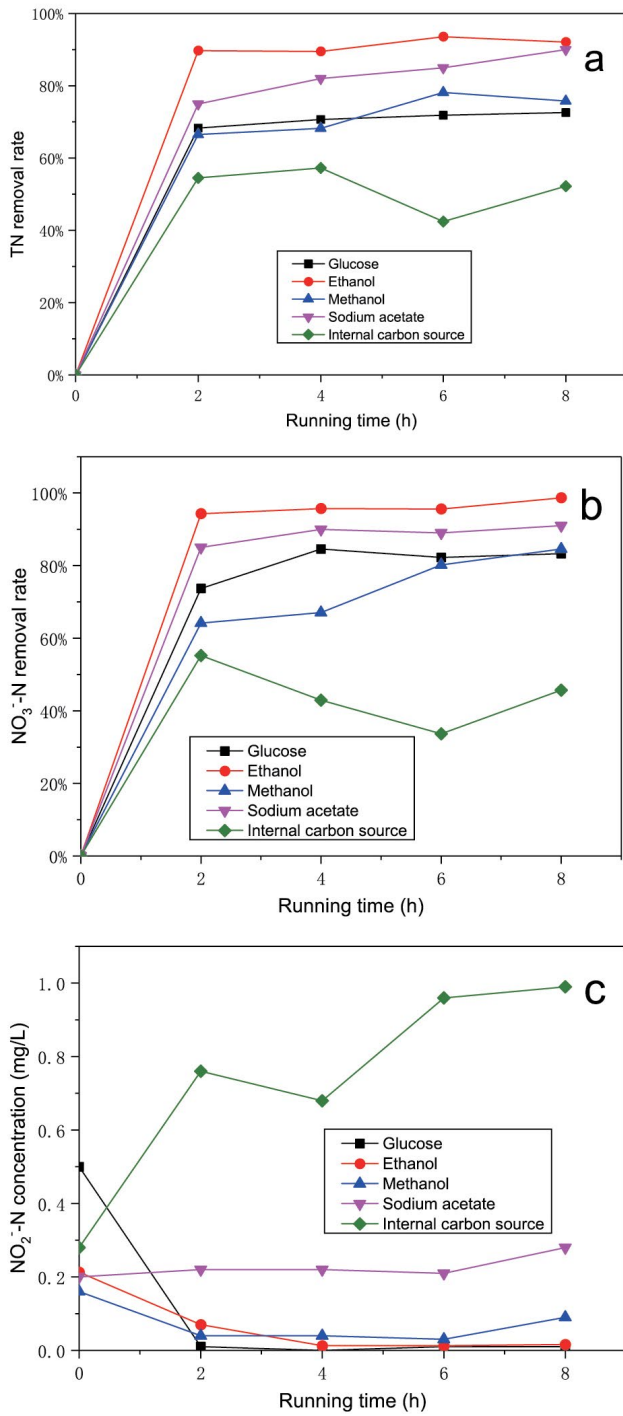 a
100%
80%
60%
40%
20%
0%
TN removal rate
Glucose
Ethanol
Methanol
Sodium acetate
Internal carbon source
0 2 4 6 8
Running time (h)
b
100%
80%
60%
40%
20%
0%
NO₃⁻-N removal rate
Glucose
Ethanol
Methanol
Sodium acetate
Internal carbon source
0 2 4 6 8
Running time (h)
c
1.0
0.8
0.6
0.4
0.2
0.0
NO₂⁻-N concentration (mg/L)
Glucose
Ethanol
Methanol
Sodium acetate
Internal carbon source
0 2 4 6 8
Running time (h)